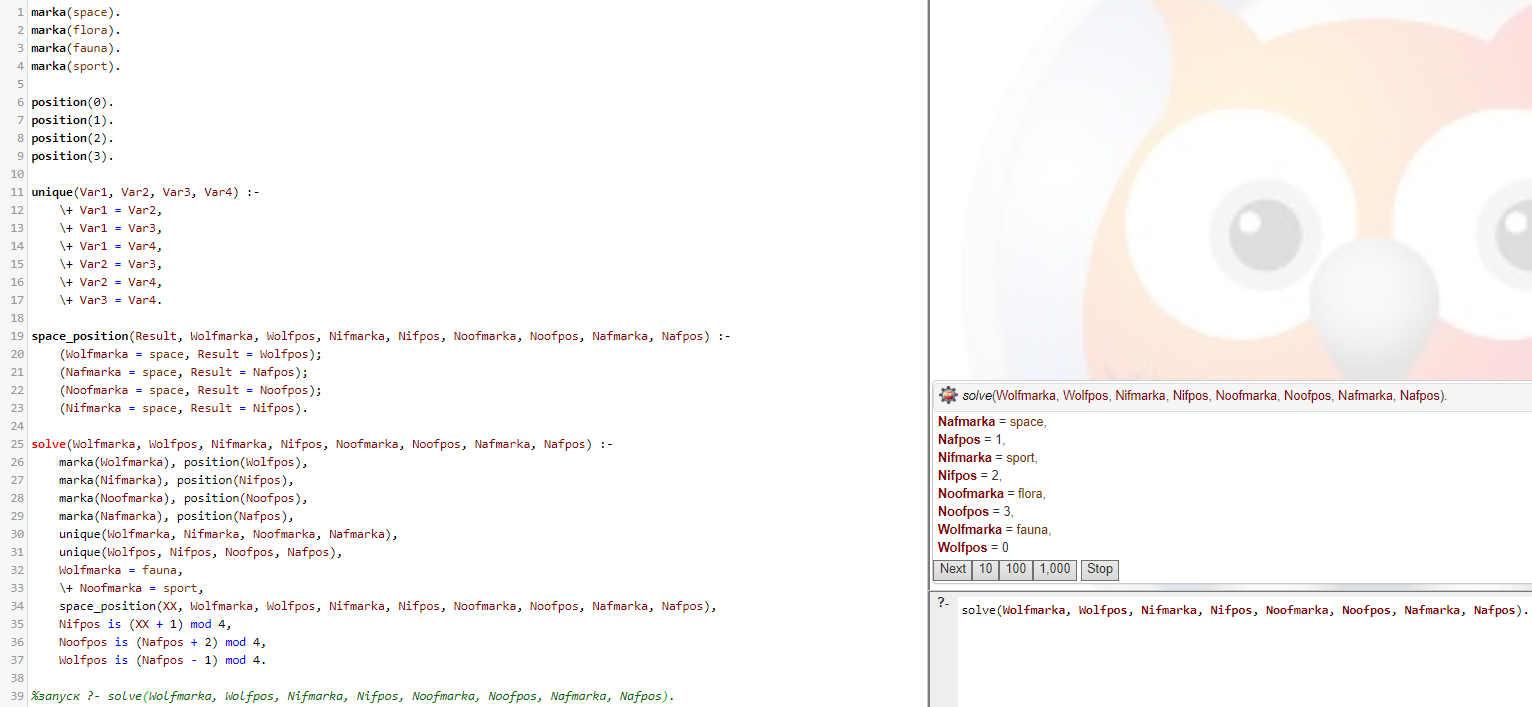 1 marka(space).
2 marka(flora).
3 marka(fauna).
4 marka(sport).
5
6 position(0).
7 position(1).
8 position(2).
9 position(3).
10
11 unique(Var1, Var2, Var3, Var4) :-
12 \+ Var1 = Var2,
13 \+ Var1 = Var3,
14 \+ Var1 = Var4,
15 \+ Var2 = Var3,
16 \+ Var2 = Var4,
17 \+ Var3 = Var4.
18
19 space_position(Result, Wolfmarka, Wolfpos, Nifmarka, Nifpos, Noofmarka, Noofpos, Nafmarka, Nafpos) :-
20 (Wolfmarka = space, Result = Wolfpos);
21 (Nafmarka = space, Result = Nafpos);
22 (Noofmarka = space, Result = Noofpos);
23 (Nifmarka = space, Result = Nifpos).
24
25 solve(Wolfmarka, Wolfpos, Nifmarka, Nifpos, Noofmarka, Noofpos, Nafmarka, Nafpos) :-
26 marka(Wolfmarka), position(Wolfpos),
27 marka(Nifmarka), position(Nifpos),
28 marka(Noofmarka), position(Noofpos),
29 marka(Nafmarka), position(Nafpos),
30 unique(Wolfmarka, Nifmarka, Noofmarka, Nafmarka),
31 unique(Wolfpos, Nifpos, Noofpos, Nafpos),
32 Wolfmarka = fauna,
33 \+ Noofmarka = sport,
34 space_position(XX, Wolfmarka, Wolfpos, Nifmarka, Nifpos, Noofmarka, Noofpos, Nafmarka, Nafpos),
35 Nifpos is (XX + 1) mod 4,
36 Noofpos is (Nafpos + 2) mod 4,
37 Wolfpos is (Nafpos - 1) mod 4.
38
39 %запуск ?- solve(Wolfmarka, Wolfpos, Nifmarka, Nifpos, Noofmarka, Noofpos, Nafmarka, Nafpos).
solve(Wolfmarka, Wolfpos, Nifmarka, Nifpos, Noofmarka, Noofpos, Nafmarka, Nafpos).
Nafmarka = space,
Nafpos = 1,
Nifmarka = sport,
Nifpos = 2,
Noofmarka = flora,
Noofpos = 3,
Wolfmarka = fauna,
Wolfpos = 0
Next 10 100 1,000 Stop
?- solve(Wolfmarka, Wolfpos, Nifmarka, Nifpos, Noofmarka, Noofpos, Nafmarka, Nafpos).